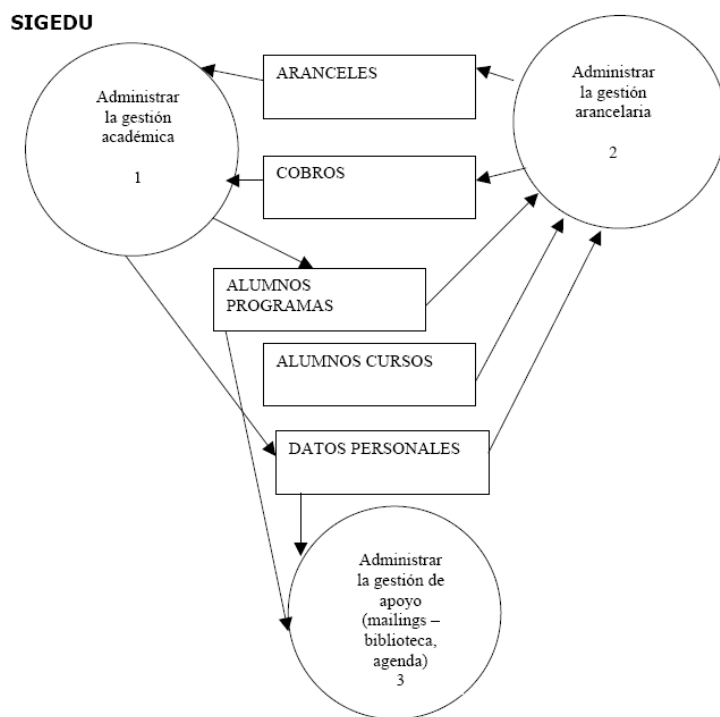 SIGEDU
Administrar
la gestión
académica
1
ARANCELES
Administrar
la gestión
arancelaria
2
COBROS
ALUMNOS
PROGRAMAS
ALUMNOS CURSOS
DATOS PERSONALES
Administrar
la gestión de
apoyo
(mailings –
biblioteca,
agenda)
3